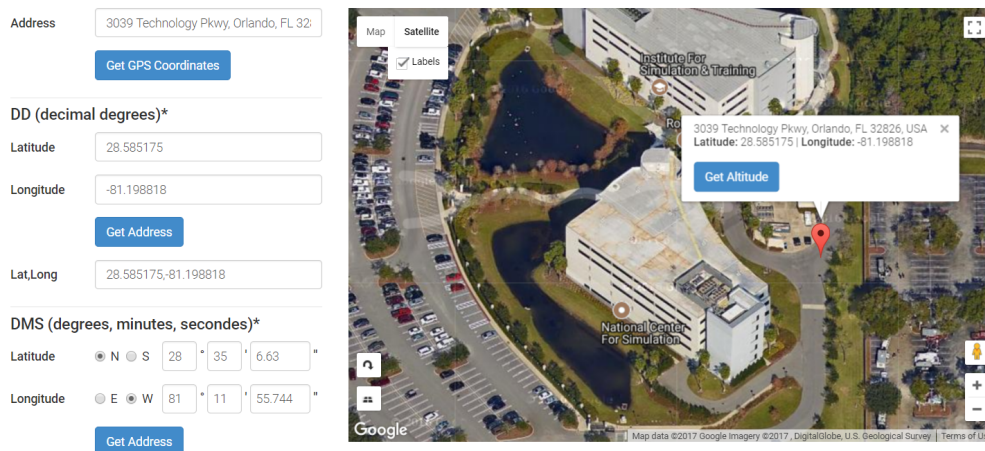 Address
3039 Technology Pkwy, Orlando, FL 32
Get GPS Coordinates
DD (decimal degrees)*
Latitude
28.585175
Longitude
-81.198818
Get Address
Lat,Long
28.585175,-81.198818
DMS (degrees, minutes, secondes)*
Latitude
N S 28 ° 35 ' 6.63 "
Longitude
E W 81 ° 11 ' 55.744 "
Get Address
Map Satellite
Labels
Institute For
Simulation & Training
Ro
3039 Technology Pkwy, Orlando, FL 32826, USA
Latitude: 28.585175 | Longitude: -81.198818
Get Altitude
National Center
For Simulation
Google
Map data ©2017 Google Imagery ©2017 , DigitalGlobe, U.S. Geological Survey
Terms of U